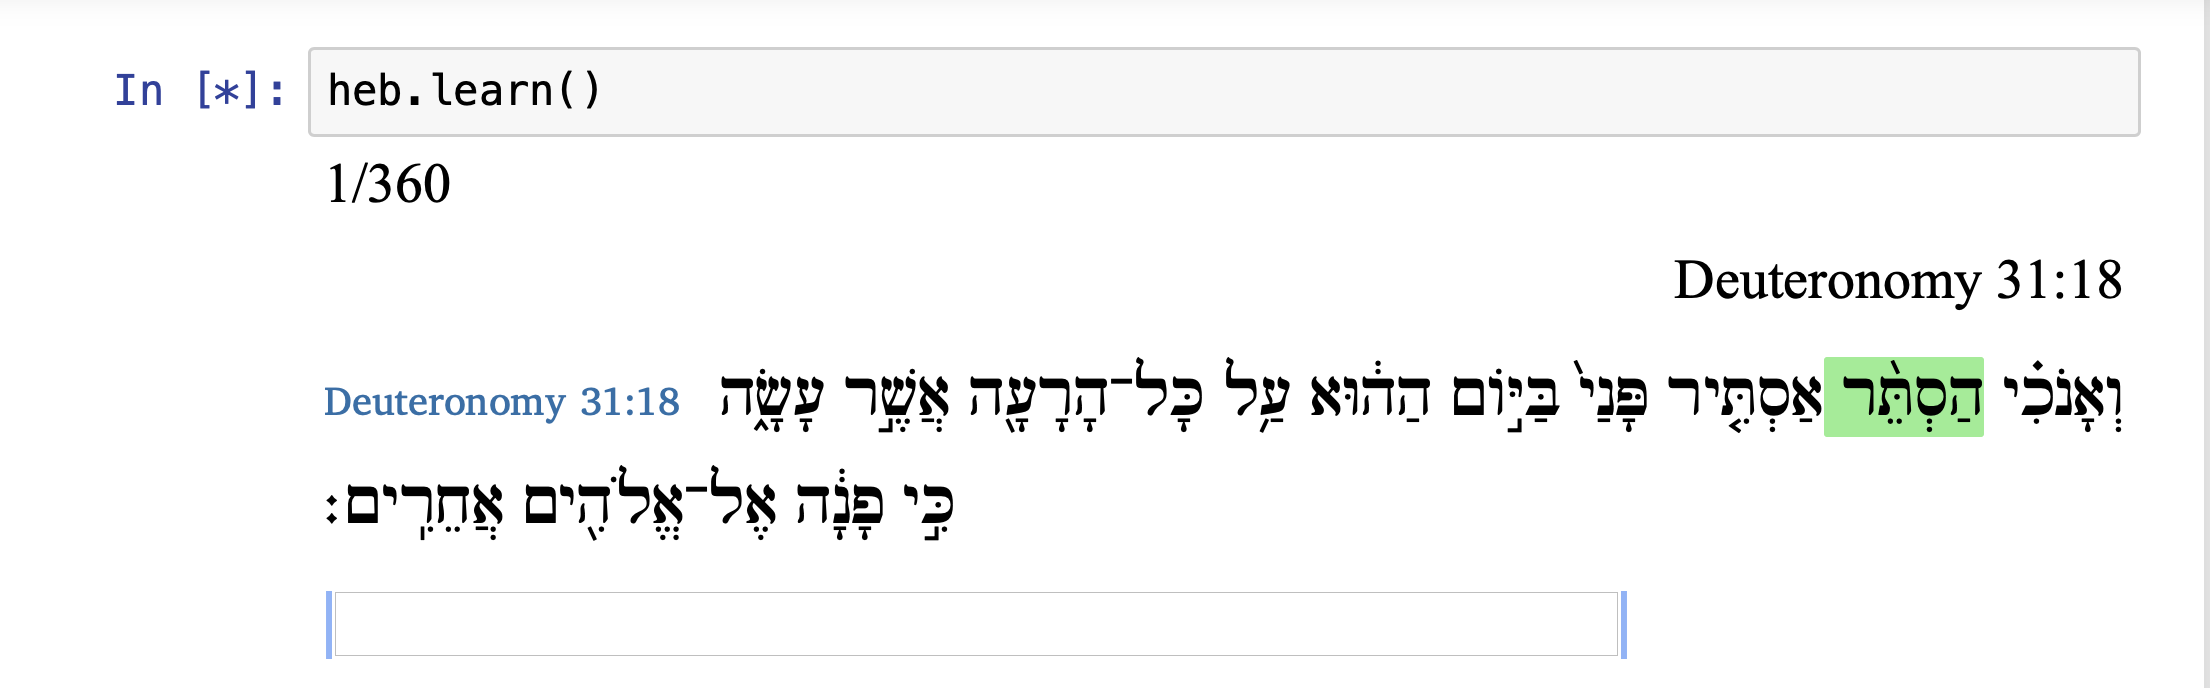 In [*]: heb.learn()
1/360
Deuteronomy 31:18
וְאָנֹכִ֗י הַסְתֵּ֨ר אַסְתִּ֤יר פָּנַי֙ בַּיּ֣וֹם הַה֔וּא עַ֥ל כָּל־הָרָעָ֖ה אֲשֶׁ֣ר עָשָׂ֑ה Deuteronomy 31:18
כִּ֣י פָנָ֔ה אֶל־אֱלֹהִ֖ים אֲחֵרִֽים׃